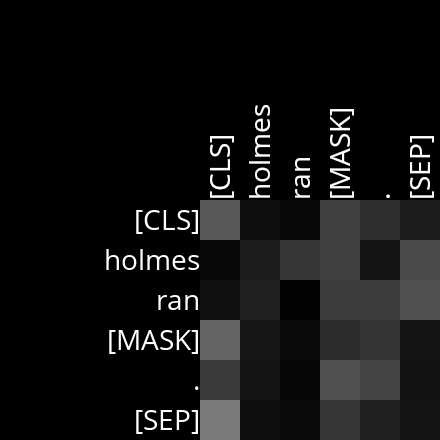 [CLS] holmes ran [MASK] . [SEP]
[CLS]
holmes
ran
[MASK]
.
[SEP]